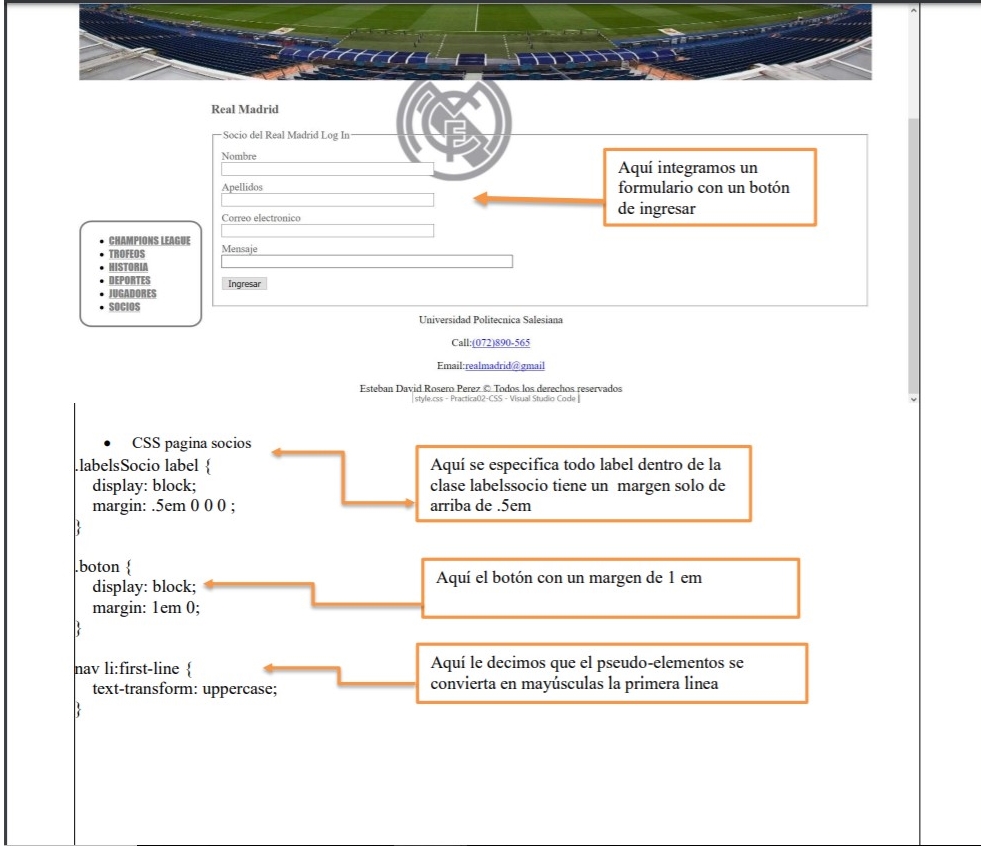 Real Madrid
Socio del Real Madrid Log In
Nombre
Aquí integramos un
formulario con un botón
de ingresar
Apellidos
Correo electronico
Mensaje
Ingresar
• CHAMPIONS LEAGUE
• TROFEOS
• HISTORIA
• DEPORTES
• JUGADORES
• SOCIOS
Universidad Politecnica Salesiana
Call:(072)890-565
Email:realmadrid@gmail
Esteban David Rosero Perez © Todos los derechos reservados
style.css - Practica02-CSS - Visual Studio Code
• CSS pagina socios
.labelsSocio label {
display: block;
margin: .5em 0 0 0 ;
}
Aquí se especifica todo label dentro de la
clase labelssocio tiene un margen solo de
arriba de .5em
.boton {
display: block;
margin: 1em 0;
}
Aquí el botón con un margen de 1 em
nav li:first-line {
text-transform: uppercase;
}
Aquí le decimos que el pseudo-elementos se
convierta en mayúsculas la primera linea